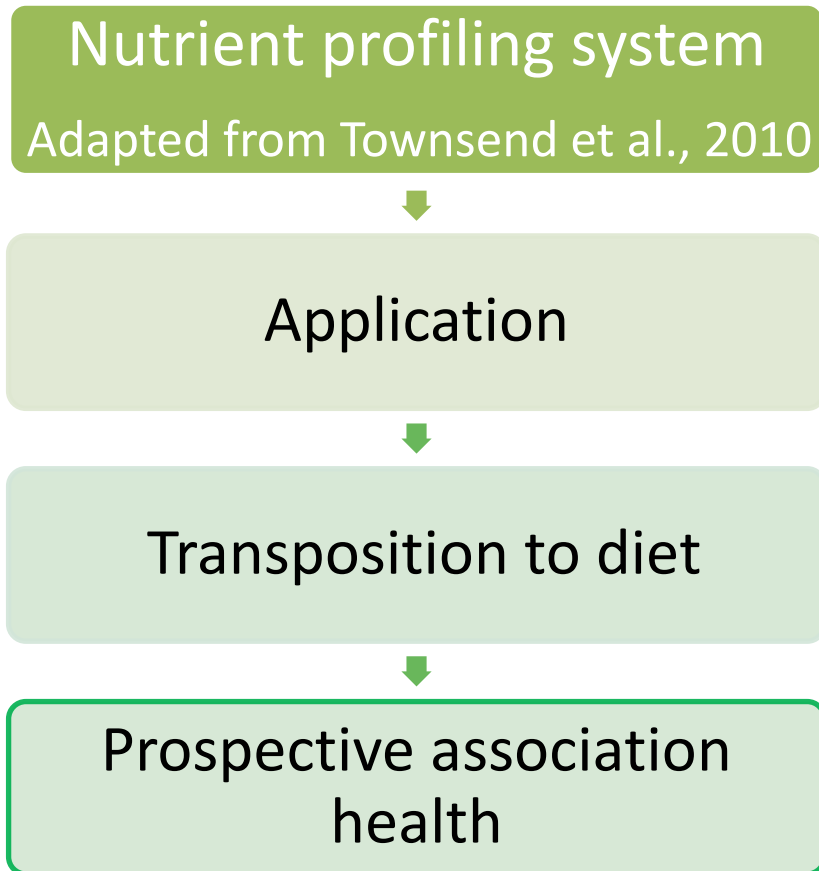 Nutrient profiling system
Adapted from Townsend et al., 2010
Application
Transposition to diet
Prospective association
health